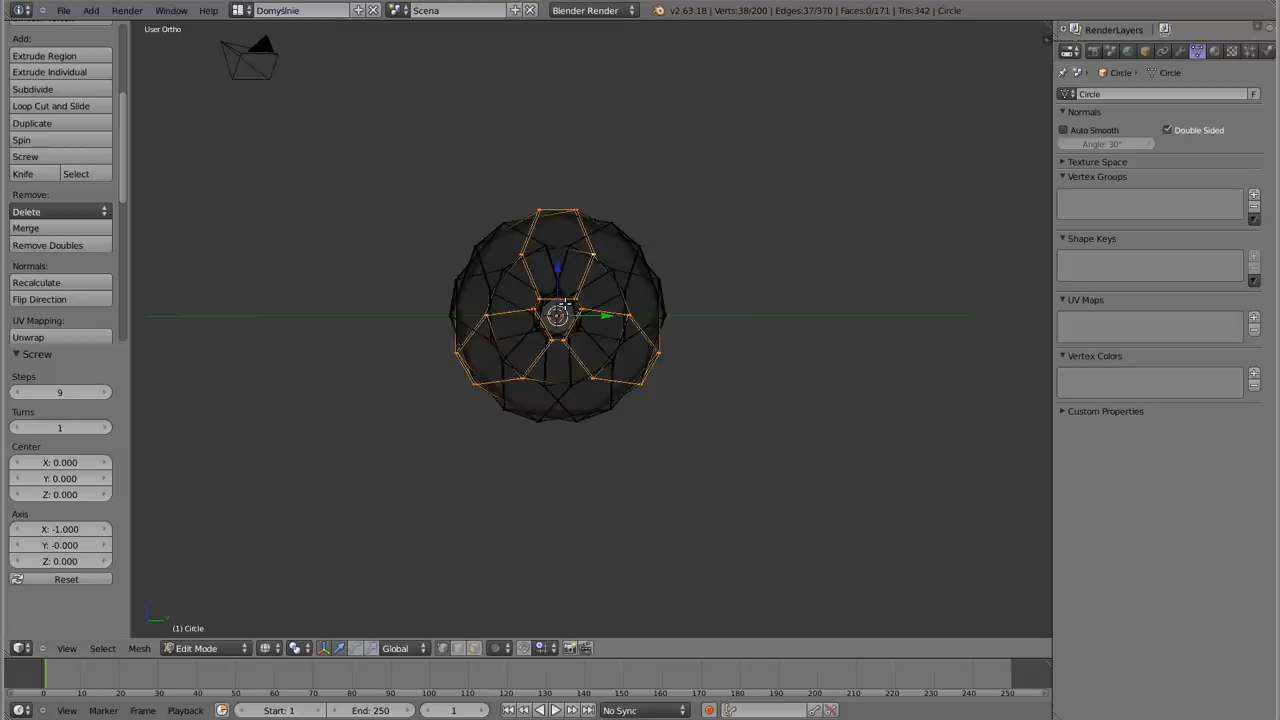 File Add Render Window Help Domyślnie Scena Blender Render v2.63.18 | Verts:38/200 | Edges:37/370 | Faces:0/171 | Tris:342 | Circle
Add:
Extrude Region
Extrude Individual
Subdivide
Loop Cut and Slide
Duplicate
Spin
Screw
Knife Select
Remove:
Delete
Merge
Remove Doubles
Normals:
Recalculate
Flip Direction
UV Mapping:
Unwrap
Screw
Steps
9
Turns
1
Center
X: 0.000
Y: 0.000
Z: 0.000
Axis
X: -1.000
Y: -0.000
Z: 0.000
Reset
User Ortho
(1) Circle
RenderLayers
Circle Circle
Circle F
Normals
Auto Smooth Double Sided
Angle: 30°
Texture Space
Vertex Groups
Shape Keys
UV Maps
Vertex Colors
Custom Properties
View Select Mesh Edit Mode Global
0 10 20 30 40 50 60 70 80 90 100 110 120 130 140 150 160 170 180 190 200 210 220 230 240 250
View Marker Frame Playback Start: 1 End: 250 1 No Sync